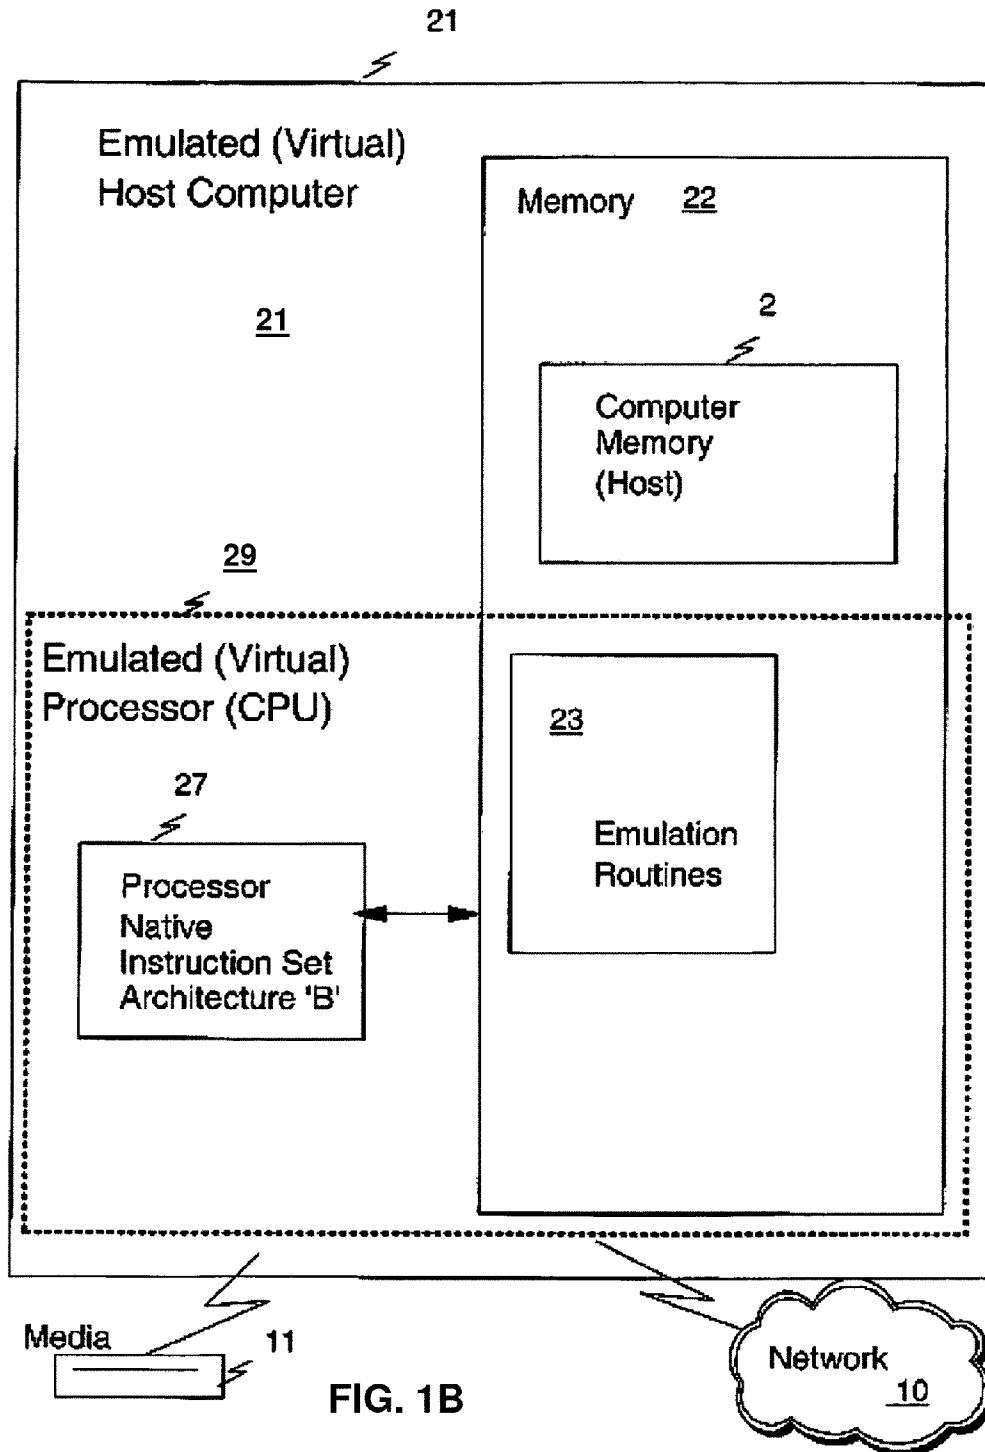 21
Emulated (Virtual)
Host Computer
Memory 22
21
2
Computer
Memory
(Host)
29
Emulated (Virtual)
Processor (CPU)
23
Emulation
Routines
27
Processor
Native
Instruction Set
Architecture 'B'
Media
11
Network
10
FIG. 1B